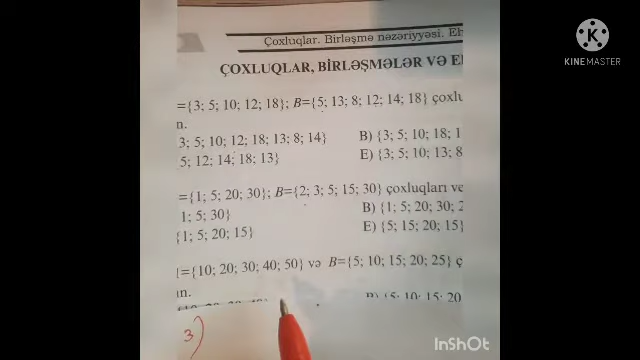 Çoxluqlar. Birləşmə nəzəriyyəsi. Eh
ÇOXLUQLAR, BİRLƏŞMƏLƏR VƏ E
={3; 5; 10; 12; 18}; B={5; 13; 8; 12; 14; 18} çoxlu
n.
3; 5; 10; 12; 18; 13; 8; 14} B) {3; 5; 10; 18; 1
5; 12; 14; 18; 13} E) {3; 5; 10; 13; 8
={1; 5; 20; 30}; B={2; 3; 5; 15; 30} çoxluqları ve
1; 5; 30} B) {1; 5; 20; 30; 2
{1; 5; 20; 15} E) {5; 15; 20; 15}
={10; 20; 30; 40; 50} və B={5; 10; 15; 20; 25} ç
n.
B) {5; 10; 15; 20
3)
K
KINEMASTER
InShOt